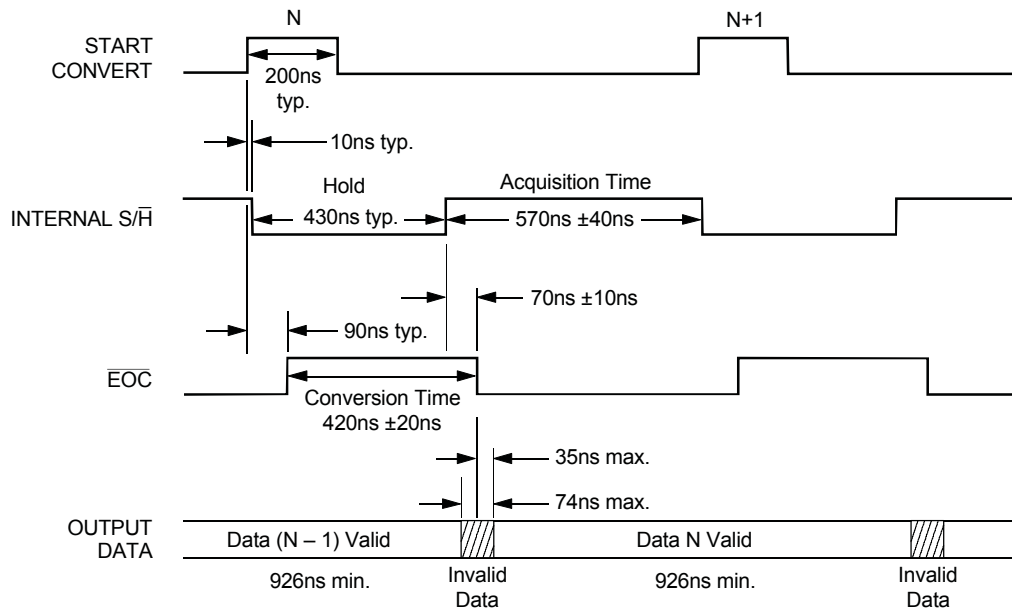 N
N+1
START
CONVERT
200ns
typ.
10ns typ.
Hold
Acquisition Time
INTERNAL S/H̅
430ns typ.
570ns ±40ns
70ns ±10ns
90ns typ.
E̅O̅C̅
Conversion Time
420ns ±20ns
35ns max.
74ns max.
OUTPUT
DATA
Data (N – 1) Valid
Data N Valid
926ns min.
Invalid
Data
926ns min.
Invalid
Data